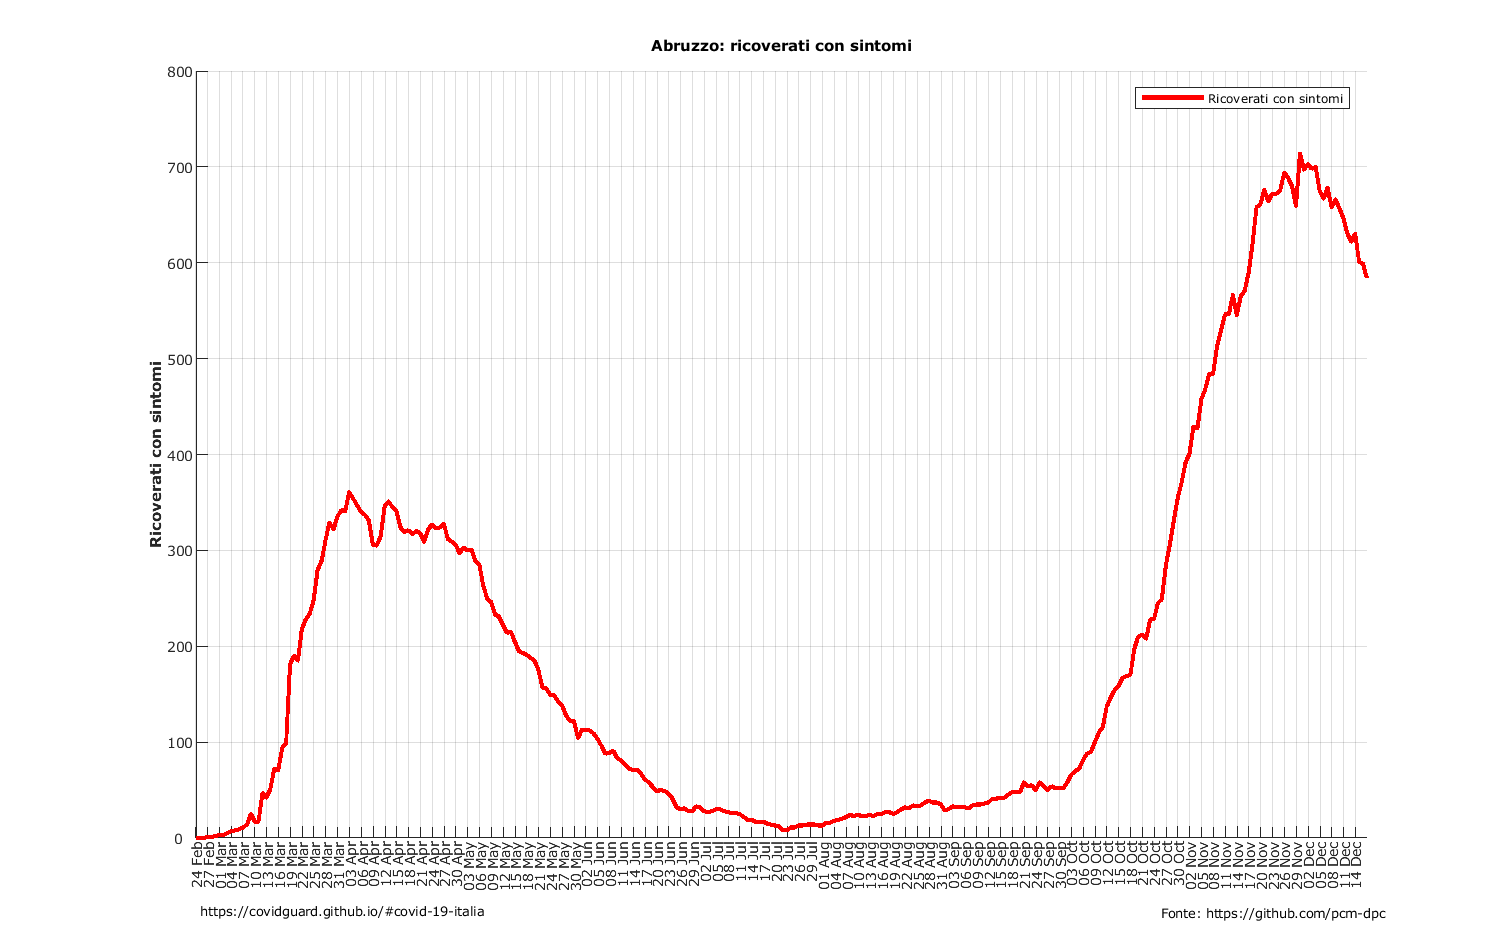 Abruzzo: ricoverati con sintomi
Ricoverati con sintomi
Ricoverati con sintomi
800
700
600
500
400
300
200
100
0
24 Feb
27 Feb
01 Mar
04 Mar
07 Mar
10 Mar
13 Mar
16 Mar
19 Mar
22 Mar
25 Mar
28 Mar
31 Mar
03 Apr
06 Apr
09 Apr
12 Apr
15 Apr
18 Apr
21 Apr
24 Apr
27 Apr
30 Apr
03 May
06 May
09 May
12 May
15 May
18 May
21 May
24 May
27 May
30 May
02 Jun
05 Jun
08 Jun
11 Jun
14 Jun
17 Jun
20 Jun
23 Jun
26 Jun
29 Jun
02 Jul
05 Jul
08 Jul
11 Jul
14 Jul
17 Jul
20 Jul
23 Jul
26 Jul
29 Jul
01 Aug
04 Aug
07 Aug
10 Aug
13 Aug
16 Aug
19 Aug
22 Aug
25 Aug
28 Aug
31 Aug
03 Sep
06 Sep
09 Sep
12 Sep
15 Sep
18 Sep
21 Sep
24 Sep
27 Sep
30 Sep
03 Oct
06 Oct
09 Oct
12 Oct
15 Oct
18 Oct
21 Oct
24 Oct
27 Oct
30 Oct
02 Nov
05 Nov
08 Nov
11 Nov
14 Nov
17 Nov
20 Nov
23 Nov
26 Nov
29 Nov
02 Dec
05 Dec
08 Dec
11 Dec
14 Dec
https://covidguard.github.io/#covid-19-italia
Fonte: https://github.com/pcm-dpc